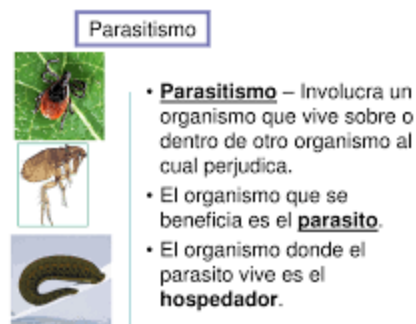 Parasitismo
• Parasitismo – Involucra un
organismo que vive sobre o
dentro de otro organismo al
cual perjudica.
• El organismo que se
beneficia es el parasito.
• El organismo donde el
parasito vive es el
hospedador.